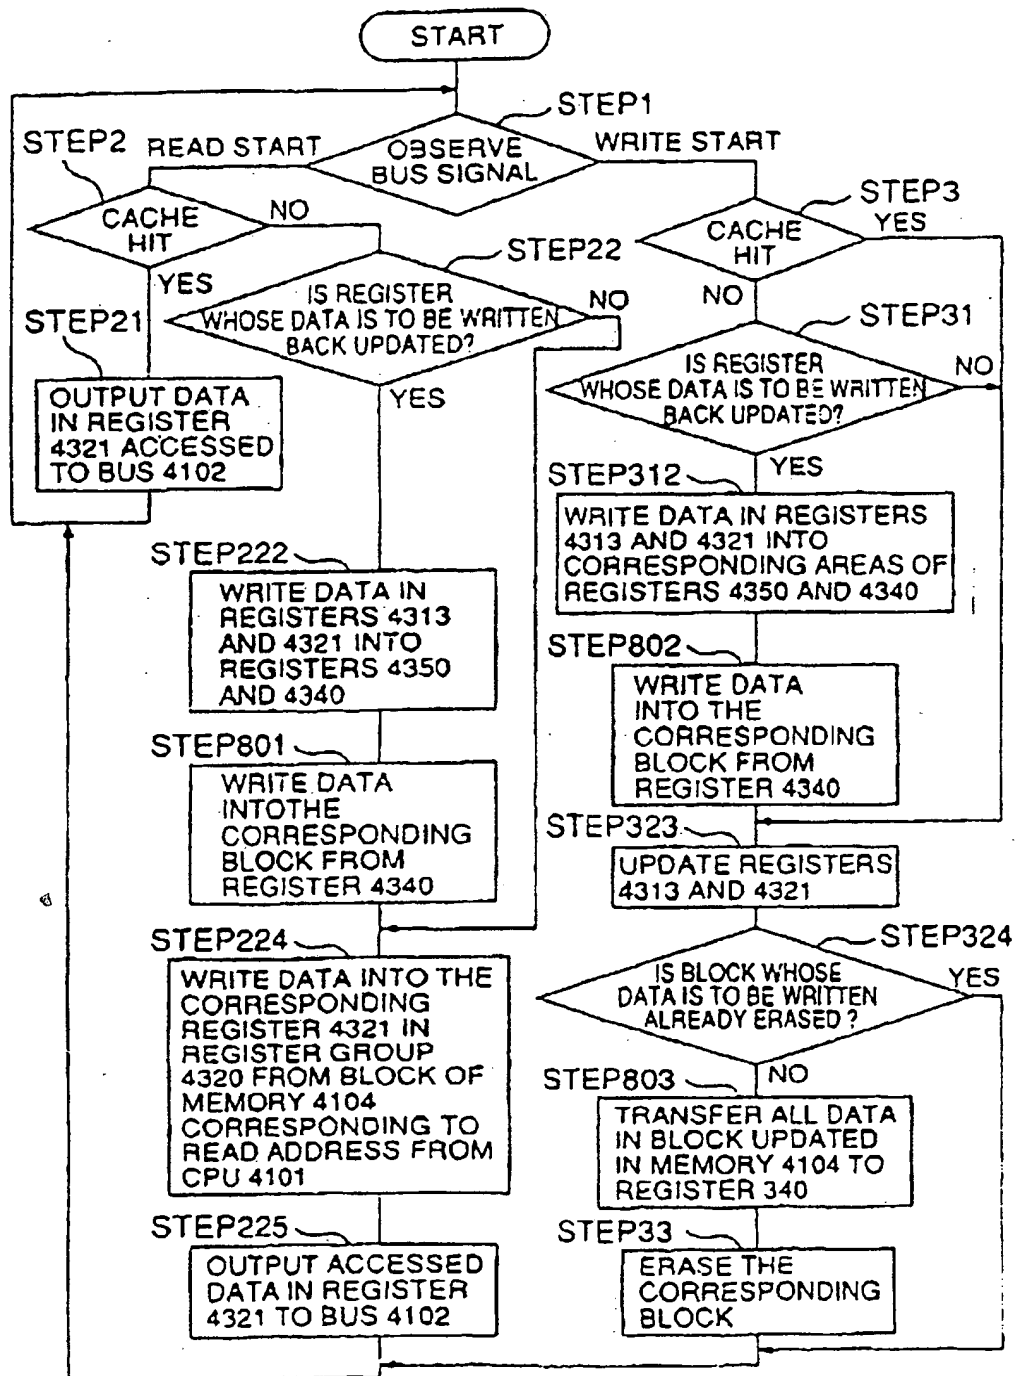 START
STEP1
OBSERVE
BUS SIGNAL
READ START
WRITE START
STEP2
CACHE
HIT
NO
YES
STEP21
OUTPUT DATA
IN REGISTER
4321 ACCESSED
TO BUS 4102
STEP22
IS REGISTER
WHOSE DATA IS TO BE WRITTEN
BACK UPDATED?
NO
YES
STEP222
WRITE DATA IN
REGISTERS 4313
AND 4321 INTO
REGISTERS 4350
AND 4340
STEP801
WRITE DATA
INTOTHE
CORRESPONDING
BLOCK FROM
REGISTER 4340
STEP224
WRITE DATA INTO THE
CORRESPONDING
REGISTER 4321 IN
REGISTER GROUP
4320 FROM BLOCK OF
MEMORY 4104
CORRESPONDING TO
READ ADDRESS FROM
CPU 4101
STEP225
OUTPUT ACCESSED
DATA IN REGISTER
4321 TO BUS 4102
STEP3
CACHE
HIT
YES
NO
STEP31
IS REGISTER
WHOSE DATA IS TO BE WRITTEN
BACK UPDATED?
NO
YES
STEP312
WRITE DATA IN REGISTERS
4313 AND 4321 INTO
CORRESPONDING AREAS OF
REGISTERS 4350 AND 4340
STEP802
WRITE DATA
INTO THE
CORRESPONDING
BLOCK FROM
REGISTER 4340
STEP323
UPDATE REGISTERS
4313 AND 4321
STEP324
IS BLOCK WHOSE
DATA IS TO BE WRITTEN
ALREADY ERASED?
YES
NO
STEP803
TRANSFER ALL DATA
IN BLOCK UPDATED
IN MEMORY 4104 TO
REGISTER 340
STEP33
ERASE THE
CORRESPONDING
BLOCK